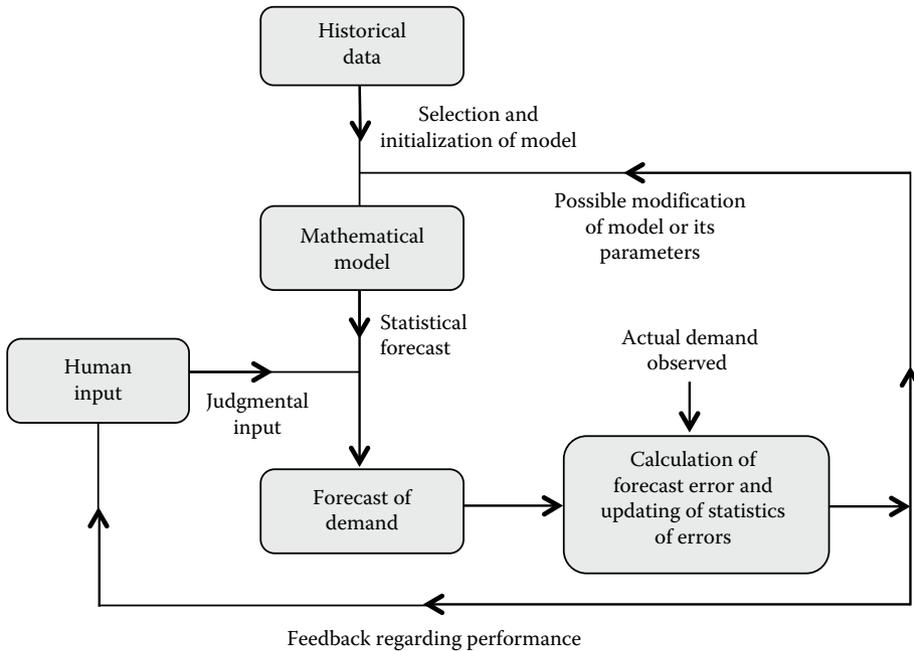 Historical
data
Selection and
initialization of model
Possible modification
of model or its
parameters
Mathematical
model
Statistical
forecast
Actual demand
observed
Human
input
Judgmental
input
Calculation of
forecast error and
updating of statistics
of errors
Forecast of
demand
Feedback regarding performance